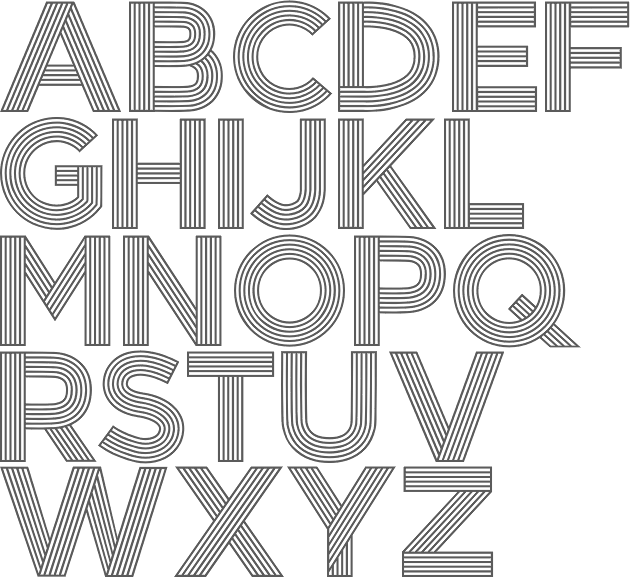 ABCDEF
GHIJKL
MNOPQ
RSTUV
WXYZ